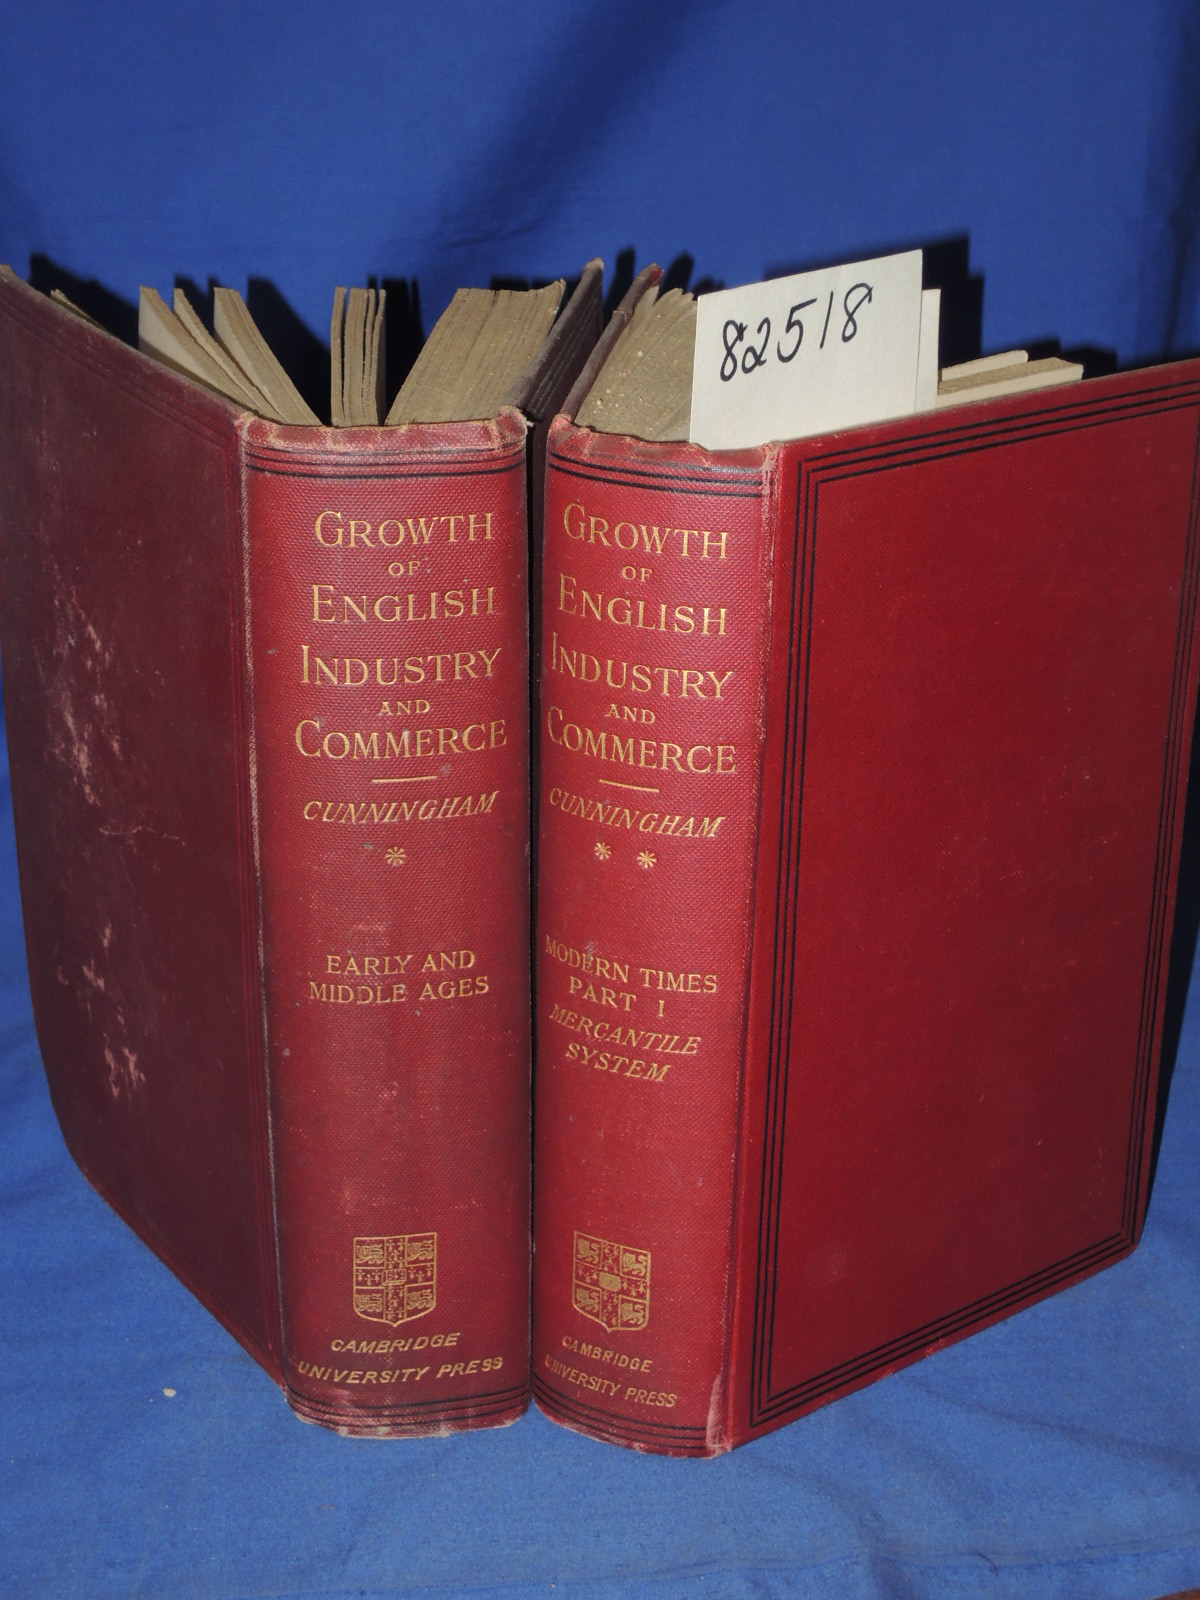 82518
GROWTH
OF
ENGLISH
INDUSTRY
AND
COMMERCE
CUNNINGHAM
*
EARLY AND
MIDDLE AGES
CAMBRIDGE
UNIVERSITY PRESS
GROWTH
OF
ENGLISH
INDUSTRY
AND
COMMERCE
CUNNINGHAM
* *
MODERN TIMES
PART I
MERCANTILE
SYSTEM
CAMBRIDGE
UNIVERSITY PRESS